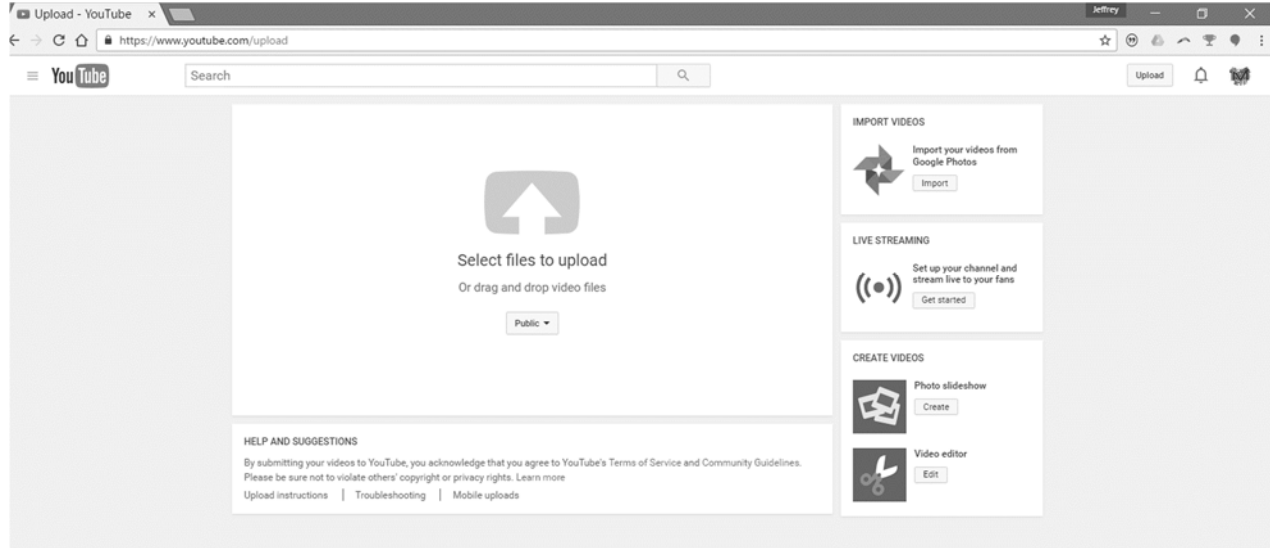 Upload - YouTube
Jeffrey
https://www.youtube.com/upload
YouTube
Search
Upload
Select files to upload
Or drag and drop video files
Public
HELP AND SUGGESTIONS
By submitting your videos to YouTube, you acknowledge that you agree to YouTube's Terms of Service and Community Guidelines.
Please be sure not to violate others' copyright or privacy rights. Learn more
Upload instructions | Troubleshooting | Mobile uploads
IMPORT VIDEOS
Import your videos from
Google Photos
Import
LIVE STREAMING
Set up your channel and
stream live to your fans
Get started
CREATE VIDEOS
Photo slideshow
Create
Video editor
Edit